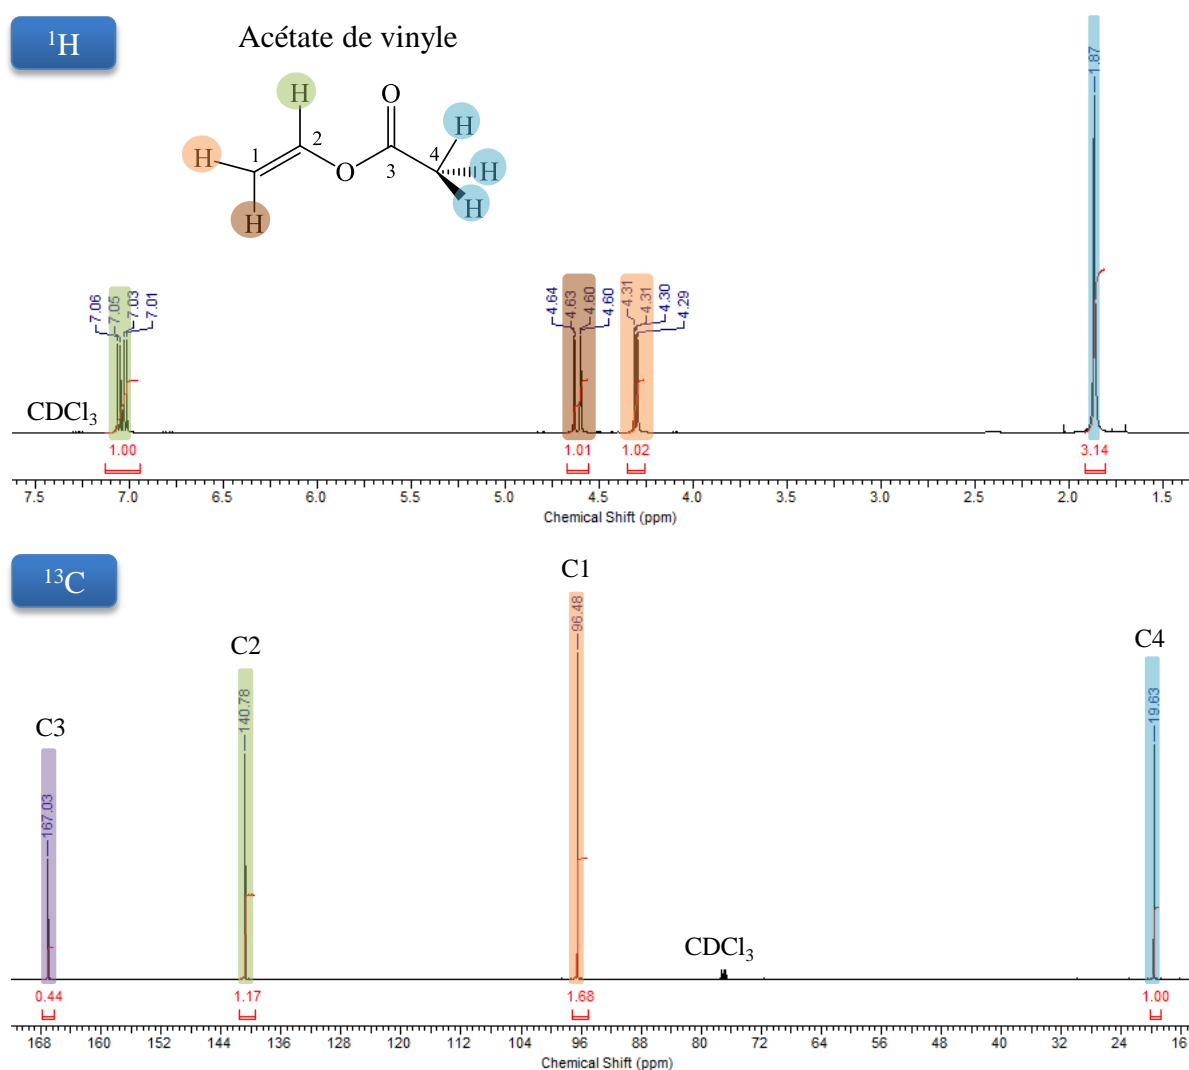 ¹H
Acétate de vinyle
H
O
H
1
2
O
3
4
H
H
H
H
7.06
7.05
7.03
7.01
4.64
4.63
4.60
4.60
4.31
4.31
4.30
4.29
1.87
CDCl₃
1.00
1.01
1.02
3.14
7.5 7.0 6.5 6.0 5.5 5.0 4.5 4.0 3.5 3.0 2.5 2.0 1.5
Chemical Shift (ppm)
¹³C
C3
C2
C1
C4
167.03
140.78
96.48
19.63
CDCl₃
0.44
1.17
1.68
1.00
168 160 152 144 136 128 120 112 104 96 88 80 72 64 56 48 40 32 24 16
Chemical Shift (ppm)